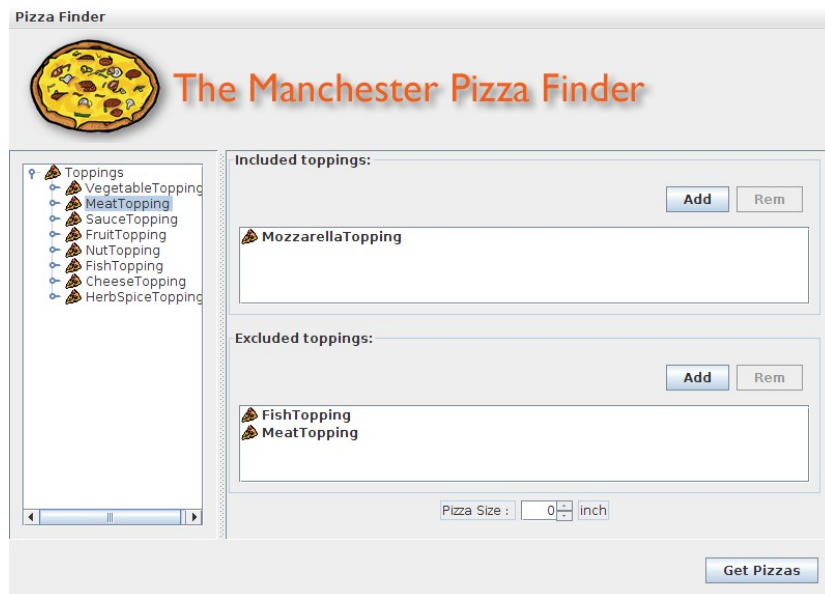 Pizza Finder
The Manchester Pizza Finder
Toppings
VegetableTopping
MeatTopping
SauceTopping
FruitTopping
NutTopping
FishTopping
CheeseTopping
HerbSpiceTopping
Included toppings:
Add Rem
MozzarellaTopping
Excluded toppings:
Add Rem
FishTopping
MeatTopping
Pizza Size : 0 inch
Get Pizzas